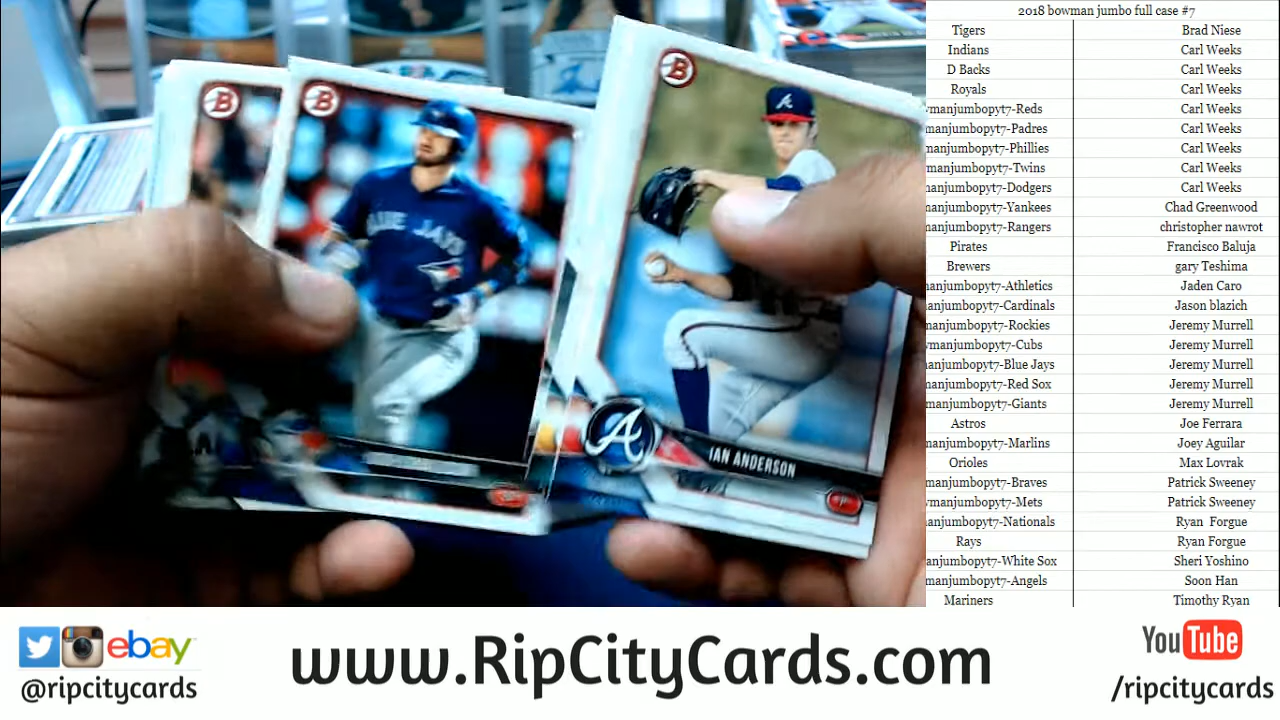 2018 bowman jumbo full case #7
Tigers Brad Niese
Indians Carl Weeks
D Backs Carl Weeks
Royals Carl Weeks
manjumbopyt7-Reds Carl Weeks
manjumbopyt7-Padres Carl Weeks
manjumbopyt7-Phillies Carl Weeks
manjumbopyt7-Twins Carl Weeks
manjumbopyt7-Dodgers Carl Weeks
manjumbopyt7-Yankees Chad Greenwood
manjumbopyt7-Rangers christopher nawrot
Pirates Francisco Baluja
Brewers gary Teshima
manjumbopyt7-Athletics Jaden Caro
manjumbopyt7-Cardinals Jason blazich
manjumbopyt7-Rockies Jeremy Murrell
manjumbopyt7-Cubs Jeremy Murrell
manjumbopyt7-Blue Jays Jeremy Murrell
manjumbopyt7-Red Sox Jeremy Murrell
manjumbopyt7-Giants Jeremy Murrell
Astros Joe Ferrara
manjumbopyt7-Marlins Joey Aguilar
Orioles Max Lovrak
manjumbopyt7-Braves Patrick Sweeney
manjumbopyt7-Mets Patrick Sweeney
anjumbopyt7-Nationals Ryan Forgue
Rays Ryan Forgue
anjumbopyt7-White Sox Sheri Yoshino
manjumbopyt7-Angels Soon Han
Mariners Timothy Ryan
B
B
B
BLUE JAYS
A
A
IAN ANDERSON
ebay
@ripcitycards
www.RipCityCards.com
YouTube
/ripcitycards